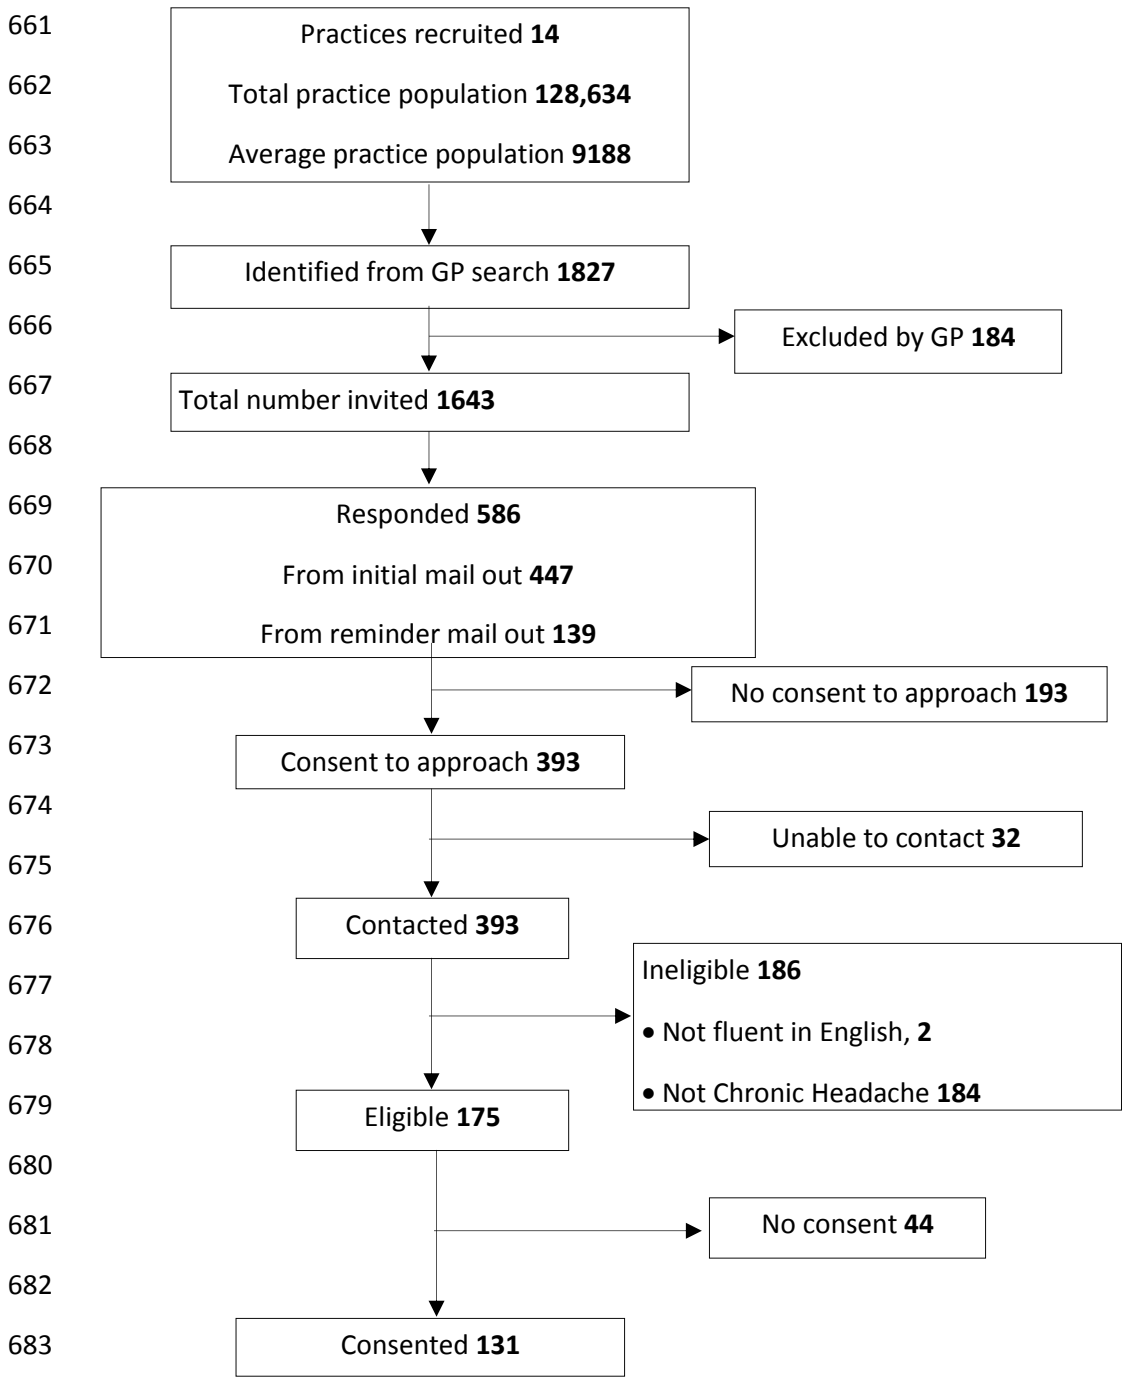 661
Practices recruited 14
662
Total practice population 128,634
663
Average practice population 9188
664
665
Identified from GP search 1827
666
Excluded by GP 184
667
Total number invited 1643
668
669
Responded 586
670
From initial mail out 447
671
From reminder mail out 139
672
No consent to approach 193
673
Consent to approach 393
674
Unable to contact 32
675
676
Contacted 393
677
Ineligible 186
• Not fluent in English, 2
678
• Not Chronic Headache 184
679
Eligible 175
680
681
No consent 44
682
683
Consented 131